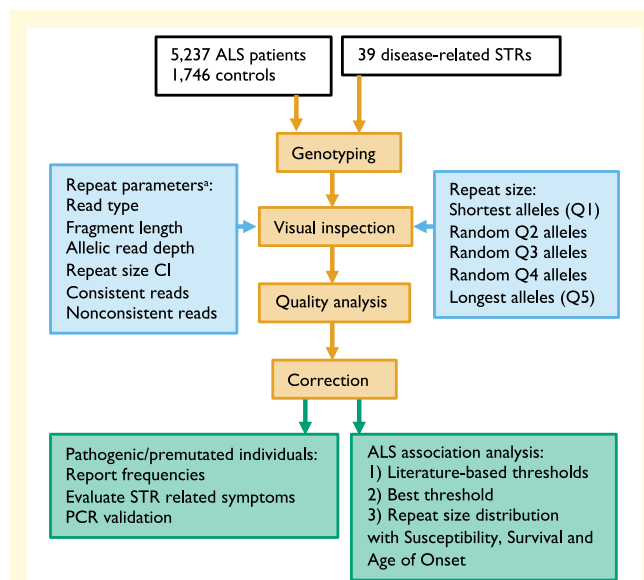 5,237 ALS patients
1,746 controls
39 disease-related STRs
Genotyping
Repeat parametersᵃ:
Read type
Fragment length
Allelic read depth
Repeat size CI
Consistent reads
Nonconsistent reads
Visual inspection
Repeat size:
Shortest alleles (Q1)
Random Q2 alleles
Random Q3 alleles
Random Q4 alleles
Longest alleles (Q5)
Quality analysis
Correction
Pathogenic/premutated individuals:
Report frequencies
Evaluate STR related symptoms
PCR validation
ALS association analysis:
1) Literature-based thresholds
2) Best threshold
3) Repeat size distribution
with Susceptibility, Survival and
Age of Onset